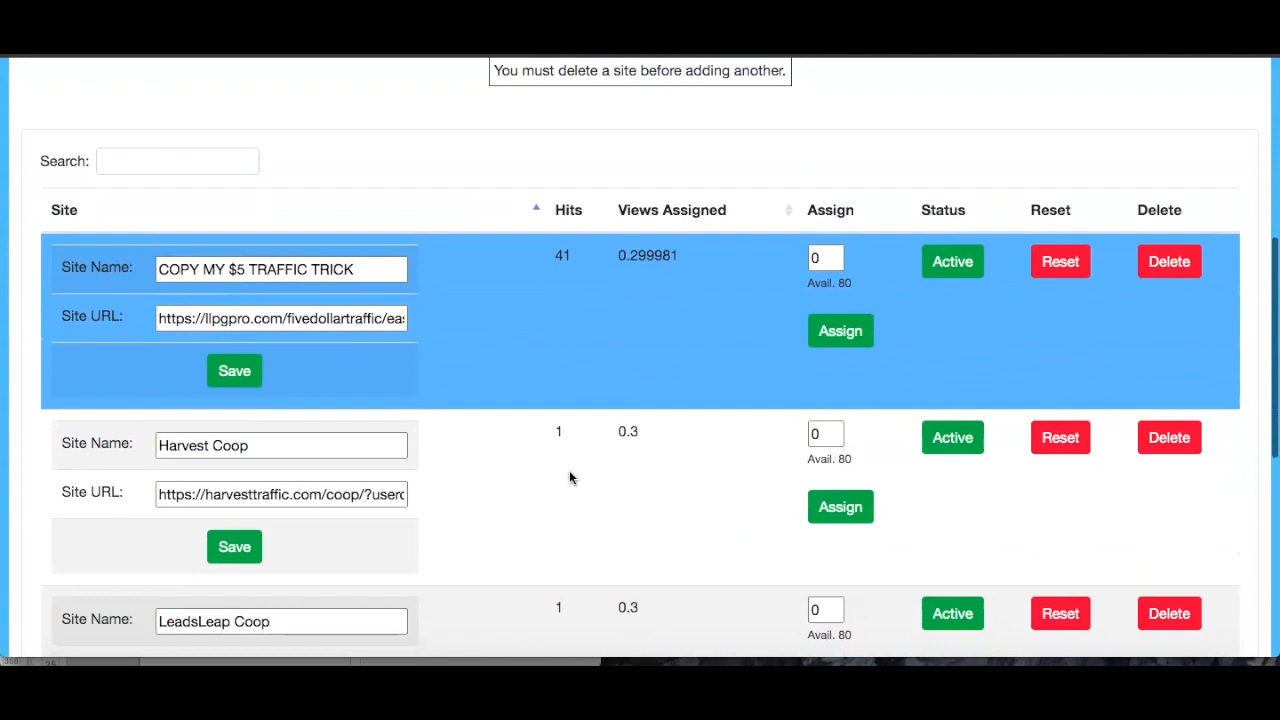 You must delete a site before adding another.
Search:
Site Hits Views Assigned Assign Status Reset Delete
Site Name: COPY MY $5 TRAFFIC TRICK 41 0.299981 0 Active Reset Delete
Avail. 80
Site URL: https://llpgpro.com/fivedollartraffic/eas
Assign
Save
Site Name: Harvest Coop 1 0.3 0 Active Reset Delete
Avail. 80
Site URL: https://harvesttraffic.com/coop/?userc
Assign
Save
Site Name: LeadsLeap Coop 1 0.3 0 Active Reset Delete
Avail. 80